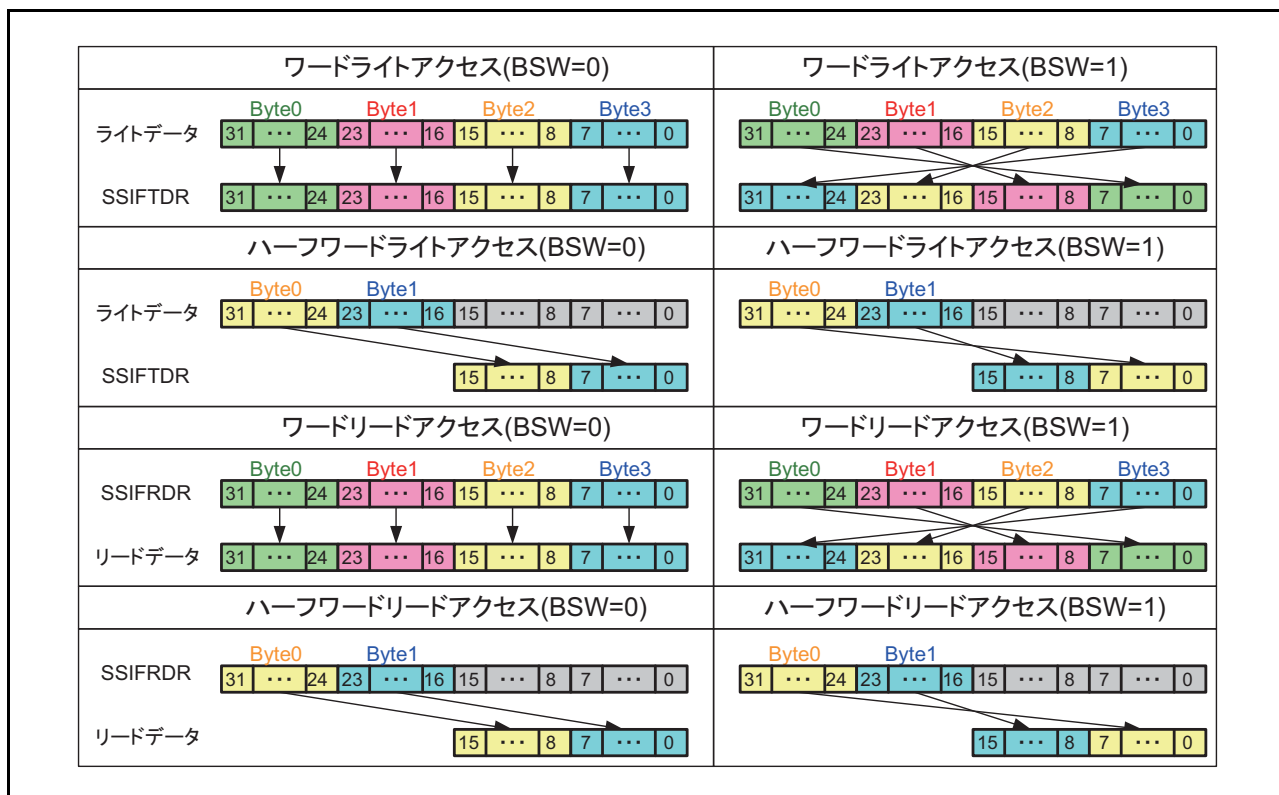 ワードライトアクセス(BSW=0) ワードライトアクセス(BSW=1)
Byte0 Byte1 Byte2 Byte3 Byte0 Byte1 Byte2 Byte3
ライトデータ 31 ··· 24 23 ··· 16 15 ··· 8 7 ··· 0 31 ··· 24 23 ··· 16 15 ··· 8 7 ··· 0
SSIFTDR 31 ··· 24 23 ··· 16 15 ··· 8 7 ··· 0 31 ··· 24 23 ··· 16 15 ··· 8 7 ··· 0
ハーフワードライトアクセス(BSW=0) ハーフワードライトアクセス(BSW=1)
Byte0 Byte1 Byte0 Byte1
ライトデータ 31 ··· 24 23 ··· 16 15 ··· 8 7 ··· 0 31 ··· 24 23 ··· 16 15 ··· 8 7 ··· 0
SSIFTDR 15 ··· 8 7 ··· 0 15 ··· 8 7 ··· 0
ワードリードアクセス(BSW=0) ワードリードアクセス(BSW=1)
Byte0 Byte1 Byte2 Byte3 Byte0 Byte1 Byte2 Byte3
SSIFRDR 31 ··· 24 23 ··· 16 15 ··· 8 7 ··· 0 31 ··· 24 23 ··· 16 15 ··· 8 7 ··· 0
リードデータ 31 ··· 24 23 ··· 16 15 ··· 8 7 ··· 0 31 ··· 24 23 ··· 16 15 ··· 8 7 ··· 0
ハーフワードリードアクセス(BSW=0) ハーフワードリードアクセス(BSW=1)
Byte0 Byte1 Byte0 Byte1
SSIFRDR 31 ··· 24 23 ··· 16 15 ··· 8 7 ··· 0 31 ··· 24 23 ··· 16 15 ··· 8 7 ··· 0
リードデータ 15 ··· 8 7 ··· 0 15 ··· 8 7 ··· 0